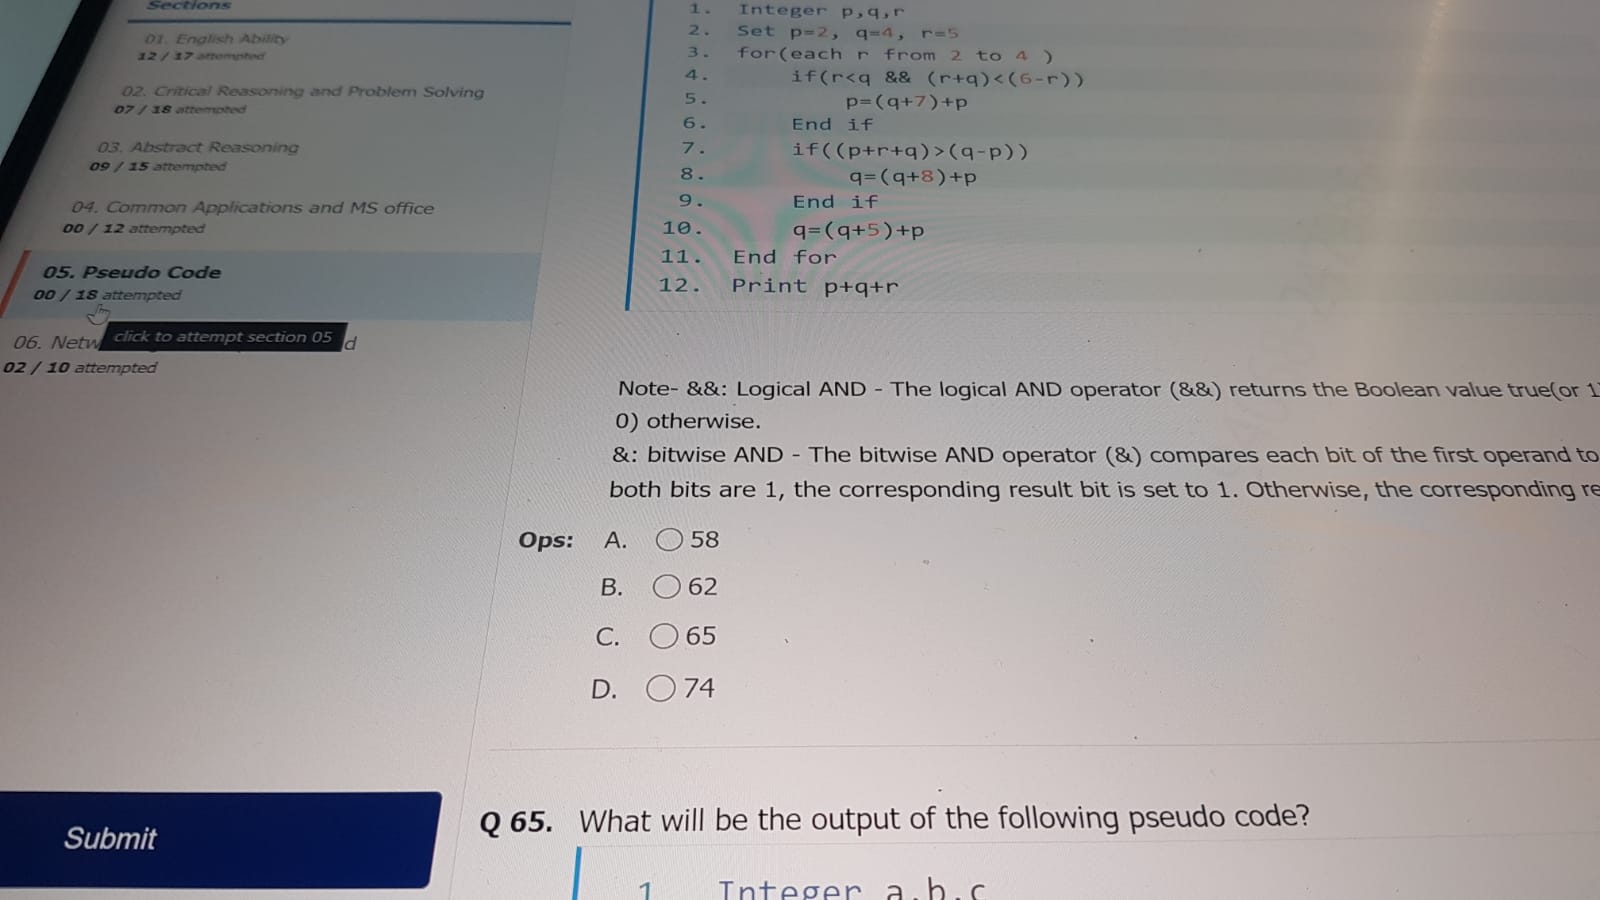 Sections
01. English Ability
12 / 17 attempted
02. Critical Reasoning and Problem Solving
07 / 18 attempted
03. Abstract Reasoning
09 / 15 attempted
04. Common Applications and MS office
00 / 12 attempted
05. Pseudo Code
00 / 18 attempted
click to attempt section 05
06. Netw d
02 / 10 attempted
Submit
1. Integer p,q,r
2. Set p=2, q=4, r=5
3. for(each r from 2 to 4 )
4. if(r<q && (r+q)<(6-r))
5. p=(q+7)+p
6. End if
7. if((p+r+q)>(q-p))
8. q=(q+8)+p
9. End if
10. q=(q+5)+p
11. End for
12. Print p+q+r
Note- &&: Logical AND - The logical AND operator (&&) returns the Boolean value true(or 1)
0) otherwise.
&: bitwise AND - The bitwise AND operator (&) compares each bit of the first operand to
both bits are 1, the corresponding result bit is set to 1. Otherwise, the corresponding re
Ops: A. 58
B. 62
C. 65
D. 74
Q 65. What will be the output of the following pseudo code?
1 Integer a,b,c